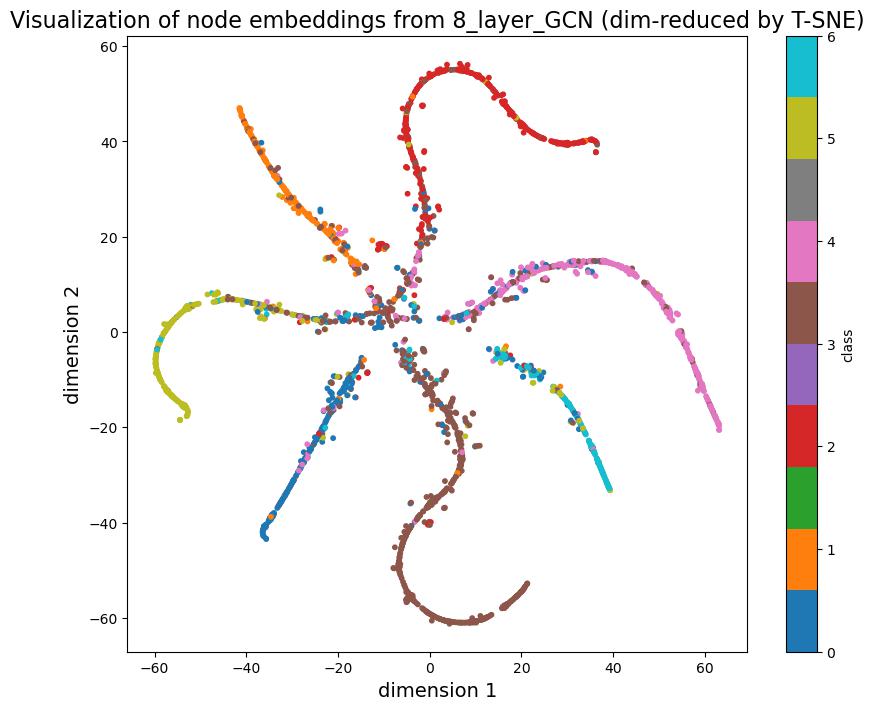 Visualization of node embeddings from 8_layer_GCN (dim-reduced by T-SNE)
60
40
20
0
−20
−40
−60
dimension 2
−60 −40 −20 0 20 40 60
dimension 1
6
5
4
3
2
1
0
class